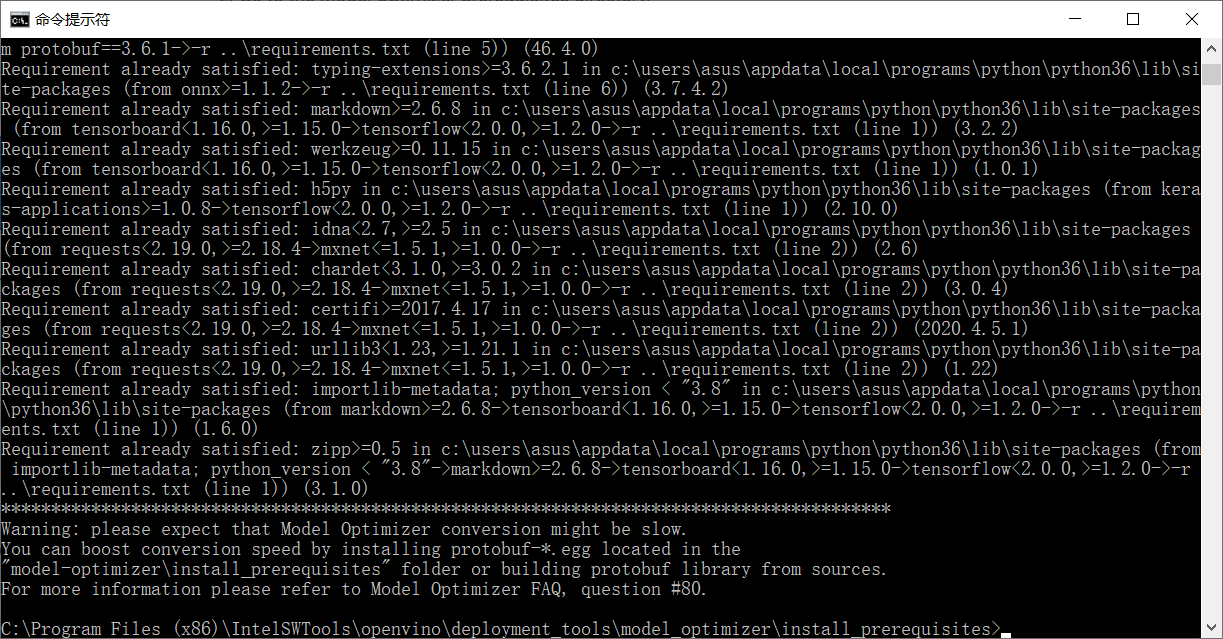 命令提示符
m protobuf==3.6.1->-r ..\requirements.txt (line 5)) (46.4.0)
Requirement already satisfied: typing-extensions>=3.6.2.1 in c:\users\asus\appdata\local\programs\python\python36\lib\si
te-packages (from onnx>=1.1.2->-r ..\requirements.txt (line 6)) (3.7.4.2)
Requirement already satisfied: markdown>=2.6.8 in c:\users\asus\appdata\local\programs\python\python36\lib\site-packages
 (from tensorboard<1.16.0,>=1.15.0->tensorflow<2.0.0,>=1.2.0->-r ..\requirements.txt (line 1)) (3.2.2)
Requirement already satisfied: werkzeug>=0.11.15 in c:\users\asus\appdata\local\programs\python\python36\lib\site-packag
es (from tensorboard<1.16.0,>=1.15.0->tensorflow<2.0.0,>=1.2.0->-r ..\requirements.txt (line 1)) (1.0.1)
Requirement already satisfied: h5py in c:\users\asus\appdata\local\programs\python\python36\lib\site-packages (from kera
s-applications>=1.0.8->tensorflow<2.0.0,>=1.2.0->-r ..\requirements.txt (line 1)) (2.10.0)
Requirement already satisfied: idna<2.7,>=2.5 in c:\users\asus\appdata\local\programs\python\python36\lib\site-packages
(from requests<2.19.0,>=2.18.4->mxnet<=1.5.1,>=1.0.0->-r ..\requirements.txt (line 2)) (2.6)
Requirement already satisfied: chardet<3.1.0,>=3.0.2 in c:\users\asus\appdata\local\programs\python\python36\lib\site-pa
ckages (from requests<2.19.0,>=2.18.4->mxnet<=1.5.1,>=1.0.0->-r ..\requirements.txt (line 2)) (3.0.4)
Requirement already satisfied: certifi>=2017.4.17 in c:\users\asus\appdata\local\programs\python\python36\lib\site-packa
ges (from requests<2.19.0,>=2.18.4->mxnet<=1.5.1,>=1.0.0->-r ..\requirements.txt (line 2)) (2020.4.5.1)
Requirement already satisfied: urllib3<1.23,>=1.21.1 in c:\users\asus\appdata\local\programs\python\python36\lib\site-pa
ckages (from requests<2.19.0,>=2.18.4->mxnet<=1.5.1,>=1.0.0->-r ..\requirements.txt (line 2)) (1.22)
Requirement already satisfied: importlib-metadata; python_version < "3.8" in c:\users\asus\appdata\local\programs\python
\python36\lib\site-packages (from markdown>=2.6.8->tensorboard<1.16.0,>=1.15.0->tensorflow<2.0.0,>=1.2.0->-r ..\requirem
ents.txt (line 1)) (1.6.0)
Requirement already satisfied: zipp>=0.5 in c:\users\asus\appdata\local\programs\python\python36\lib\site-packages (from
 importlib-metadata; python_version < "3.8"->markdown>=2.6.8->tensorboard<1.16.0,>=1.15.0->tensorflow<2.0.0,>=1.2.0->-r
..\requirements.txt (line 1)) (3.1.0)
*****************************************************************************************
Warning: please expect that Model Optimizer conversion might be slow.
You can boost conversion speed by installing protobuf-*.egg located in the
"model-optimizer\install_prerequisites" folder or building protobuf library from sources.
For more information please refer to Model Optimizer FAQ, question #80.
C:\Program Files (x86)\IntelSWTools\openvino\deployment_tools\model_optimizer\install_prerequisites>